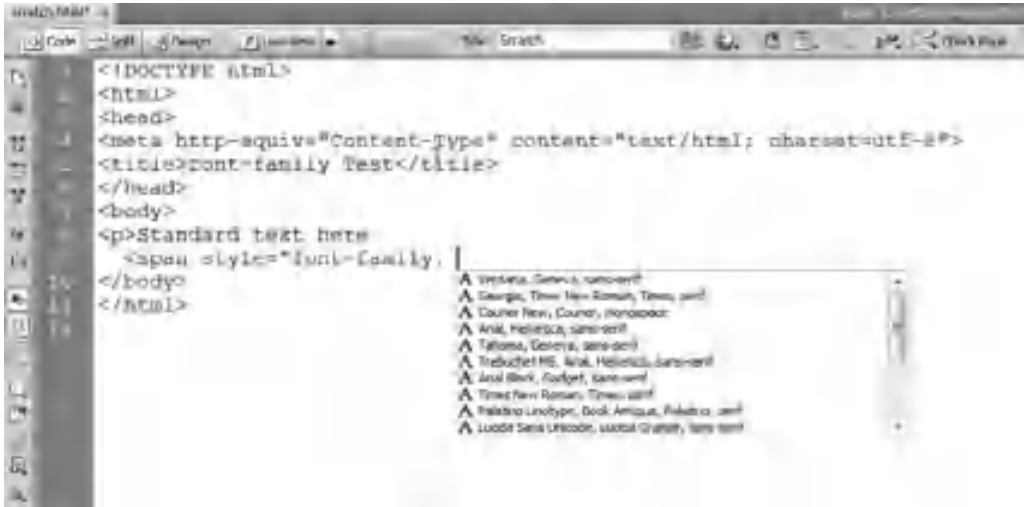 Code Split Design Title: Scratch
<!DOCTYPE html>
<html>
<head>
<meta http-equiv="Content-Type" content="text/html; charset=utf-8">
<title>font-family Test</title>
</head>
<body>
<p>Standard text here
<span style="font-family:
</body>
</html>
10
11
12
Verdana, Geneva, sans-serif
Georgia, Times New Roman, Times, serif
Courier New, Courier, monospace
Arial, Helvetica, sans-serif
Tahoma, Geneva, sans-serif
Trebuchet MS, Arial, Helvetica, sans-serif
Arial Black, Gadget, sans-serif
Times New Roman, Times, serif
Palatino Linotype, Book Antiqua, Palatino, serif
Lucida Sans Unicode, Lucida Grande, sans-serif